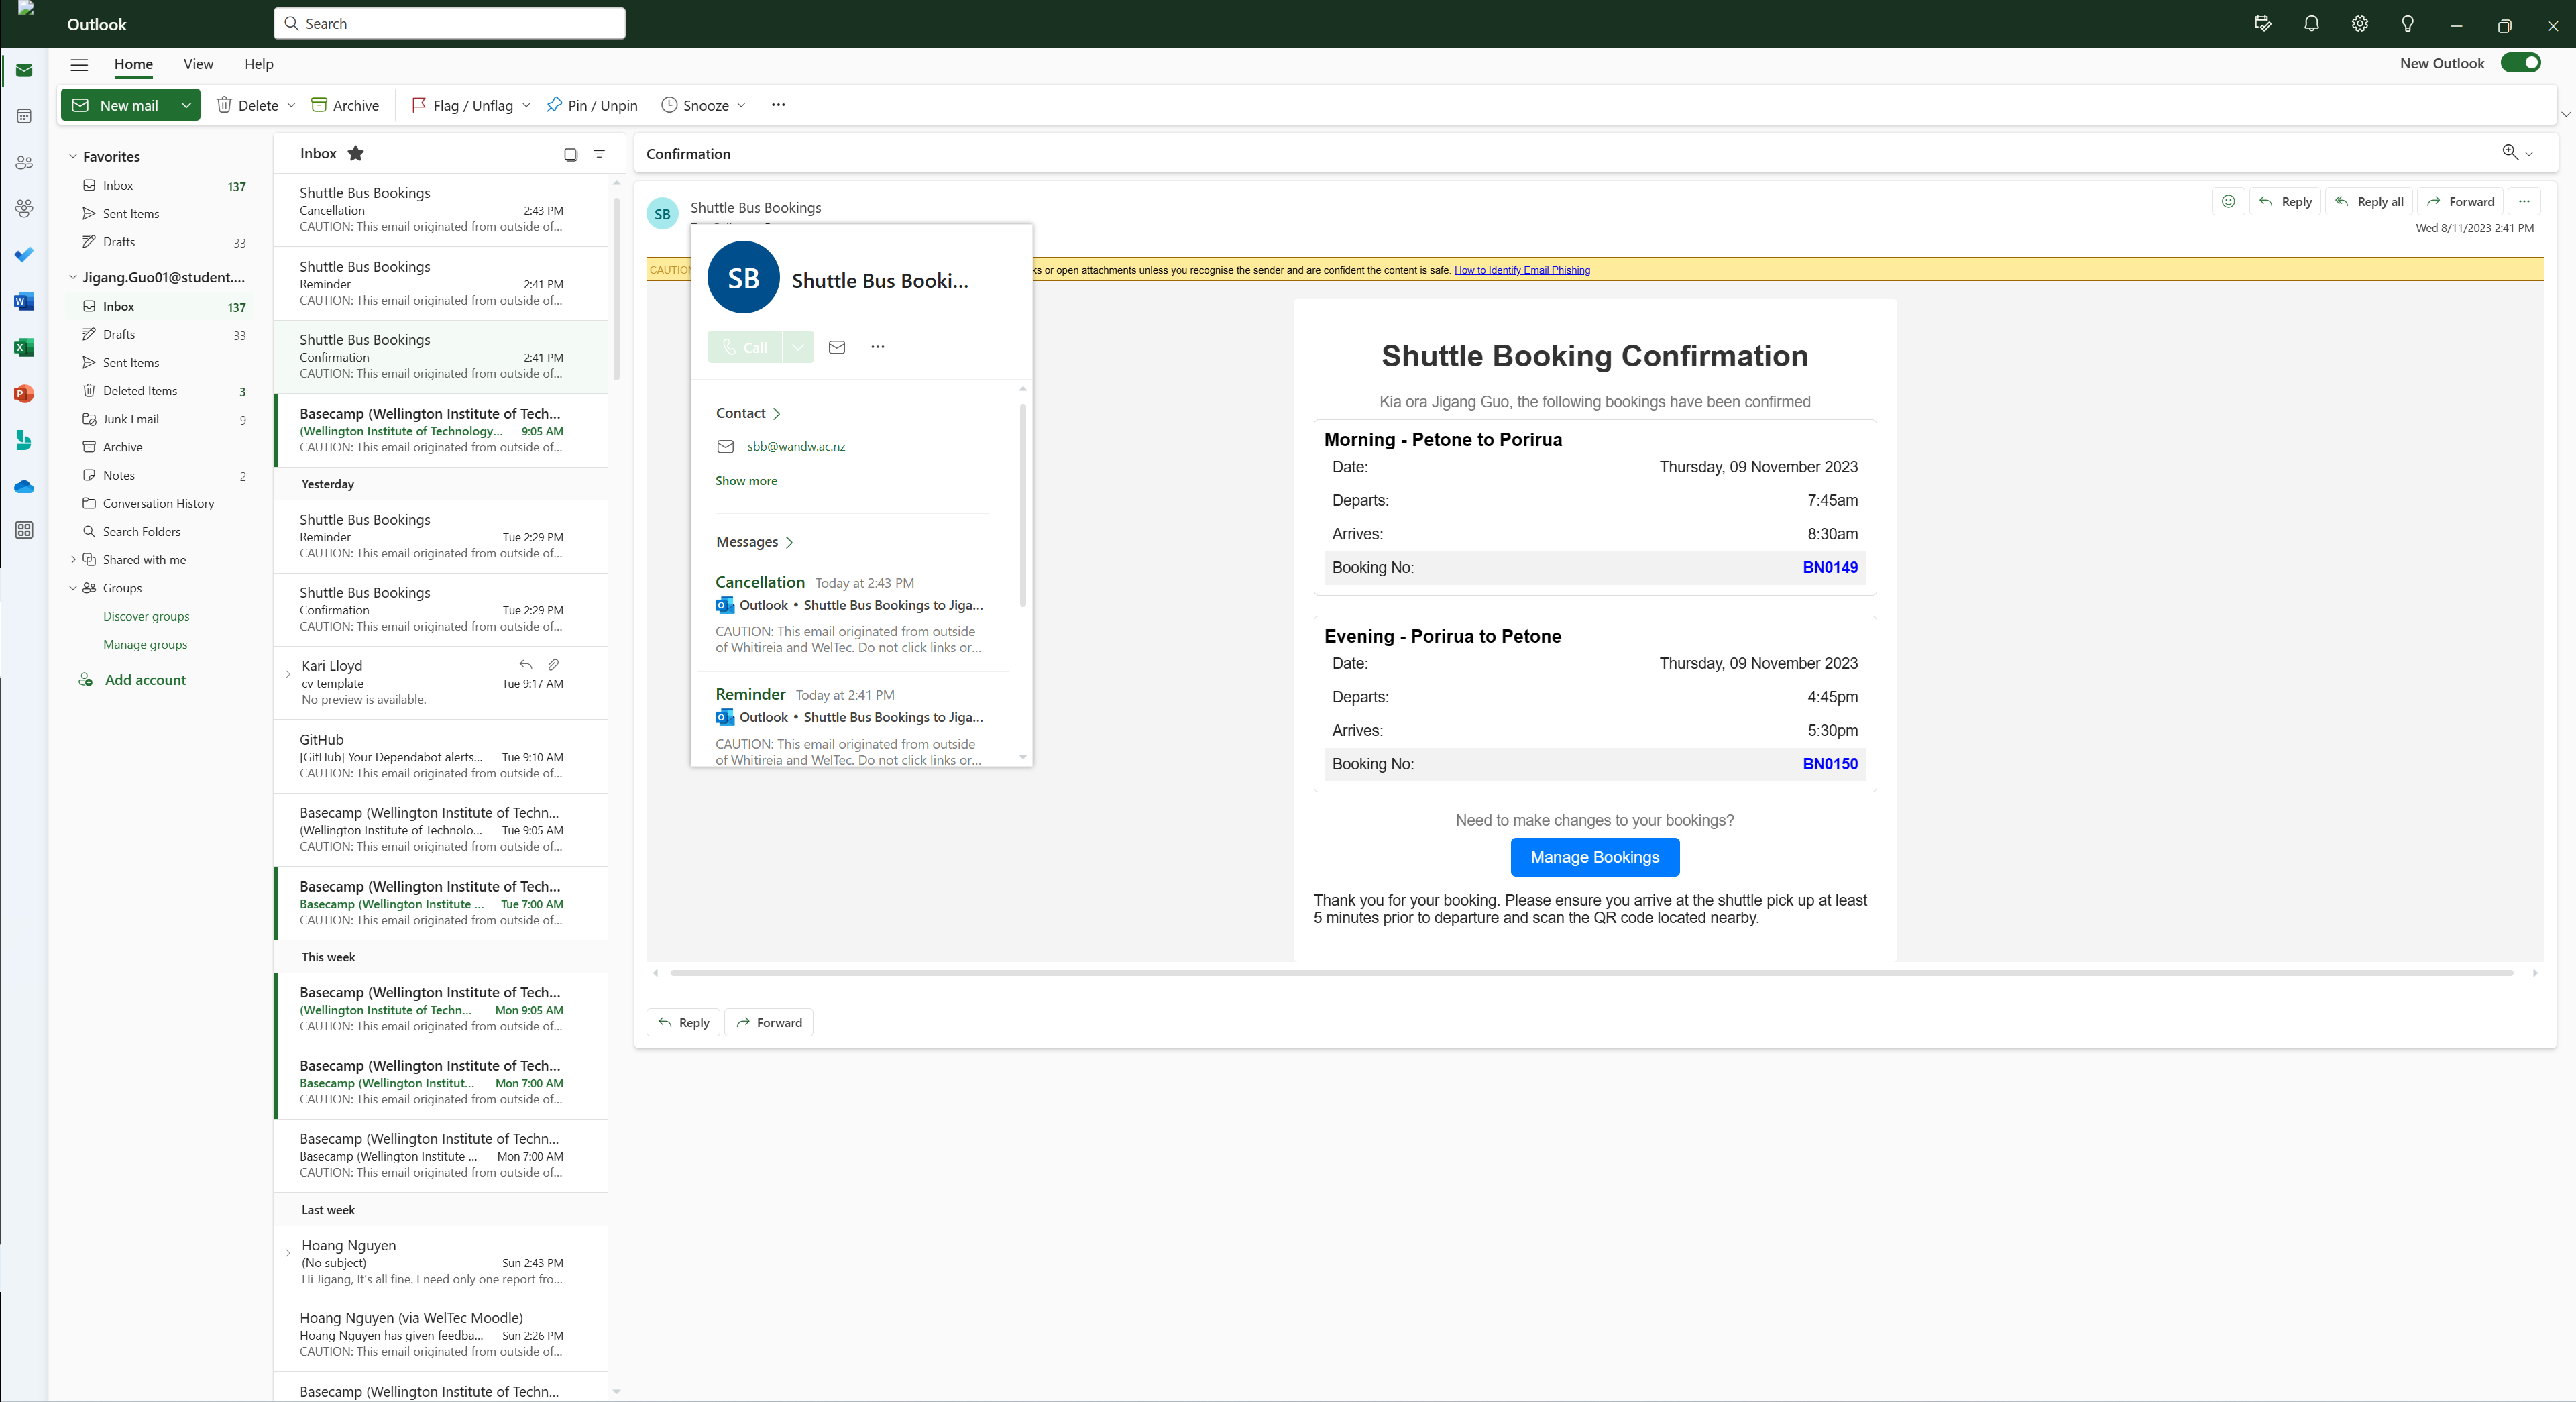 Outlook
Search
Home View Help
New Outlook
New mail Delete Archive Flag / Unflag Pin / Unpin Snooze ...
Favorites
Inbox 137
Sent Items
Drafts 33
Jigang.Guo01@student....
Inbox 137
Drafts 33
Sent Items
Deleted Items 3
Junk Email 9
Archive
Notes 2
Conversation History
Search Folders
Shared with me
Groups
Discover groups
Manage groups
Add account
Inbox
Shuttle Bus Bookings
Cancellation 2:43 PM
CAUTION: This email originated from outside of...
Shuttle Bus Bookings
Reminder 2:41 PM
CAUTION: This email originated from outside of...
Shuttle Bus Bookings
Confirmation 2:41 PM
CAUTION: This email originated from outside of...
Basecamp (Wellington Institute of Tech...
(Wellington Institute of Technology... 9:05 AM
CAUTION: This email originated from outside of...
Yesterday
Shuttle Bus Bookings
Reminder Tue 2:29 PM
CAUTION: This email originated from outside of...
Shuttle Bus Bookings
Confirmation Tue 2:29 PM
CAUTION: This email originated from outside of...
Kari Lloyd
cv template Tue 9:17 AM
No preview is available.
GitHub
[GitHub] Your Dependabot alerts... Tue 9:10 AM
CAUTION: This email originated from outside of...
Basecamp (Wellington Institute of Techn...
(Wellington Institute of Technolo... Tue 9:05 AM
CAUTION: This email originated from outside of...
Basecamp (Wellington Institute of Tech...
Basecamp (Wellington Institute ... Tue 7:00 AM
CAUTION: This email originated from outside of...
This week
Basecamp (Wellington Institute of Tech...
(Wellington Institute of Techn... Mon 9:05 AM
CAUTION: This email originated from outside of...
Basecamp (Wellington Institute of Tech...
Basecamp (Wellington Institut... Mon 7:00 AM
CAUTION: This email originated from outside of...
Basecamp (Wellington Institute of Techn...
Basecamp (Wellington Institute ... Mon 7:00 AM
CAUTION: This email originated from outside of...
Last week
Hoang Nguyen
(No subject) Sun 2:43 PM
Hi Jigang, It's all fine. I need only one report fro...
Hoang Nguyen (via WelTec Moodle)
Hoang Nguyen has given feedba... Sun 2:26 PM
CAUTION: This email originated from outside of...
Basecamp (Wellington Institute of Techn...
Confirmation
SB Shuttle Bus Bookings
Reply Reply all Forward ...
Wed 8/11/2023 2:41 PM
CAUTION
ks or open attachments unless you recognise the sender and are confident the content is safe. How to Identify Email Phishing
SB Shuttle Bus Booki...
Call ...
Contact
sbb@wandw.ac.nz
Show more
Messages
Cancellation Today at 2:43 PM
Outlook • Shuttle Bus Bookings to Jiga...
CAUTION: This email originated from outside
of Whitireia and WelTec. Do not click links or...
Reminder Today at 2:41 PM
Outlook • Shuttle Bus Bookings to Jiga...
CAUTION: This email originated from outside
of Whitireia and WelTec. Do not click links or...
Shuttle Booking Confirmation
Kia ora Jigang Guo, the following bookings have been confirmed
Morning - Petone to Porirua
Date: Thursday, 09 November 2023
Departs: 7:45am
Arrives: 8:30am
Booking No: BN0149
Evening - Porirua to Petone
Date: Thursday, 09 November 2023
Departs: 4:45pm
Arrives: 5:30pm
Booking No: BN0150
Need to make changes to your bookings?
Manage Bookings
Thank you for your booking. Please ensure you arrive at the shuttle pick up at least
5 minutes prior to departure and scan the QR code located nearby.
Reply Forward